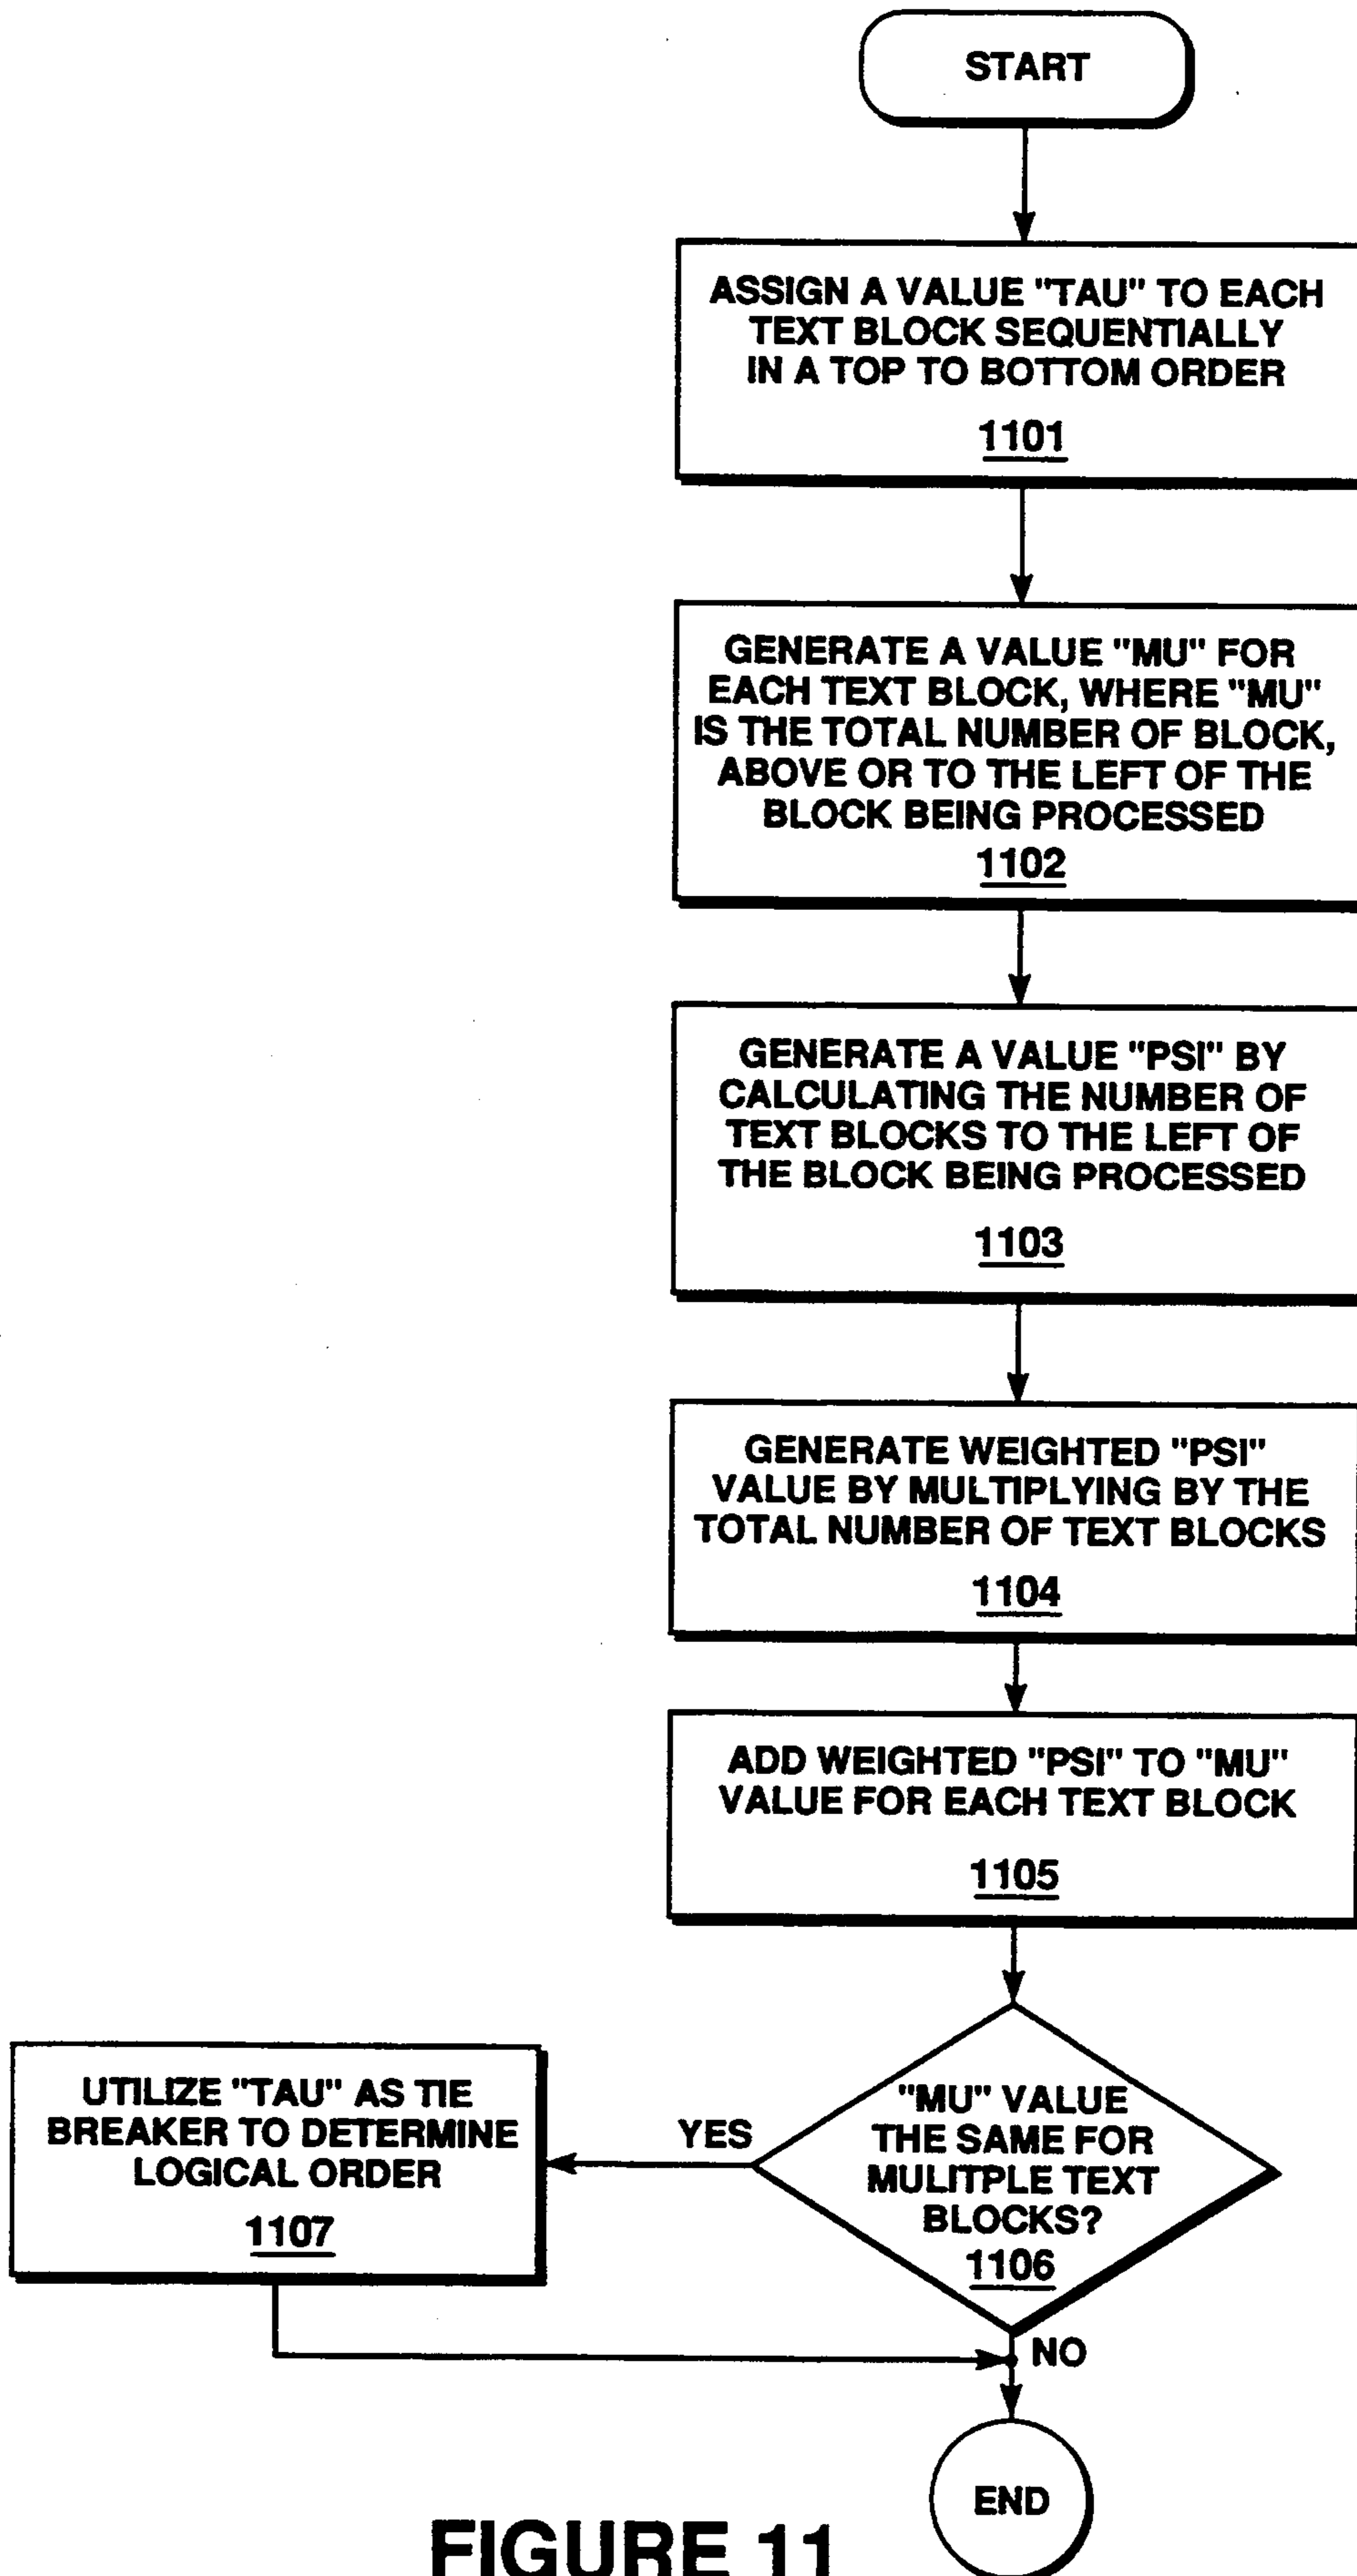 START
ASSIGN A VALUE "TAU" TO EACH
TEXT BLOCK SEQUENTIALLY
IN A TOP TO BOTTOM ORDER
1101
GENERATE A VALUE "MU" FOR
EACH TEXT BLOCK, WHERE "MU"
IS THE TOTAL NUMBER OF BLOCK,
ABOVE OR TO THE LEFT OF THE
BLOCK BEING PROCESSED
1102
GENERATE A VALUE "PSI" BY
CALCULATING THE NUMBER OF
TEXT BLOCKS TO THE LEFT OF
THE BLOCK BEING PROCESSED
1103
GENERATE WEIGHTED "PSI"
VALUE BY MULTIPLYING BY THE
TOTAL NUMBER OF TEXT BLOCKS
1104
ADD WEIGHTED "PSI" TO "MU"
VALUE FOR EACH TEXT BLOCK
1105
"MU" VALUE
THE SAME FOR
MULITPLE TEXT
BLOCKS?
1106
YES
UTILIZE "TAU" AS TIE
BREAKER TO DETERMINE
LOGICAL ORDER
1107
NO
END
FIGURE 11